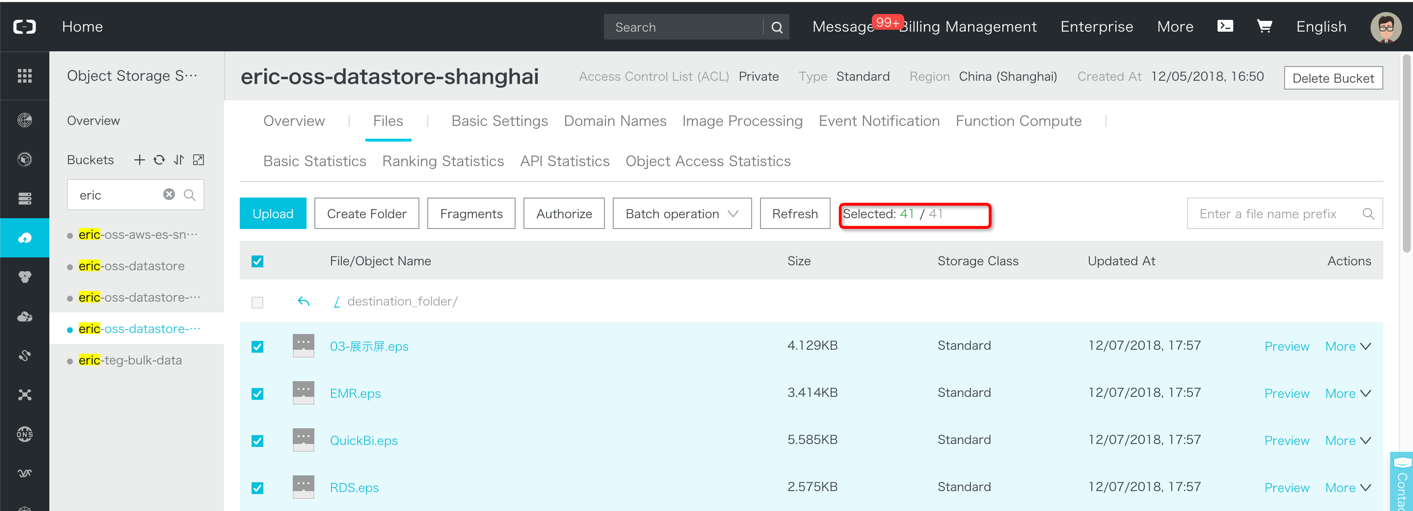 Home
Search
Message 99+ Billing Management Enterprise More English
Object Storage S···
Overview
Buckets
eric
eric-oss-aws-es-sn···
eric-oss-datastore
eric-oss-datastore-···
eric-oss-datastore-···
eric-teg-bulk-data
eric-oss-datastore-shanghai
Access Control List (ACL) Private Type Standard Region China (Shanghai) Created At 12/05/2018, 16:50 Delete Bucket
Overview Files Basic Settings Domain Names Image Processing Event Notification Function Compute
Basic Statistics Ranking Statistics API Statistics Object Access Statistics
Upload Create Folder Fragments Authorize Batch operation Refresh Selected: 41 / 41 Enter a file name prefix
File/Object Name Size Storage Class Updated At Actions
/ destination_folder/
03-展示屏.eps 4.129KB Standard 12/07/2018, 17:57 Preview More
EMR.eps 3.414KB Standard 12/07/2018, 17:57 Preview More
QuickBi.eps 5.585KB Standard 12/07/2018, 17:57 Preview More
RDS.eps 2.575KB Standard 12/07/2018, 17:57 Preview More
DNS